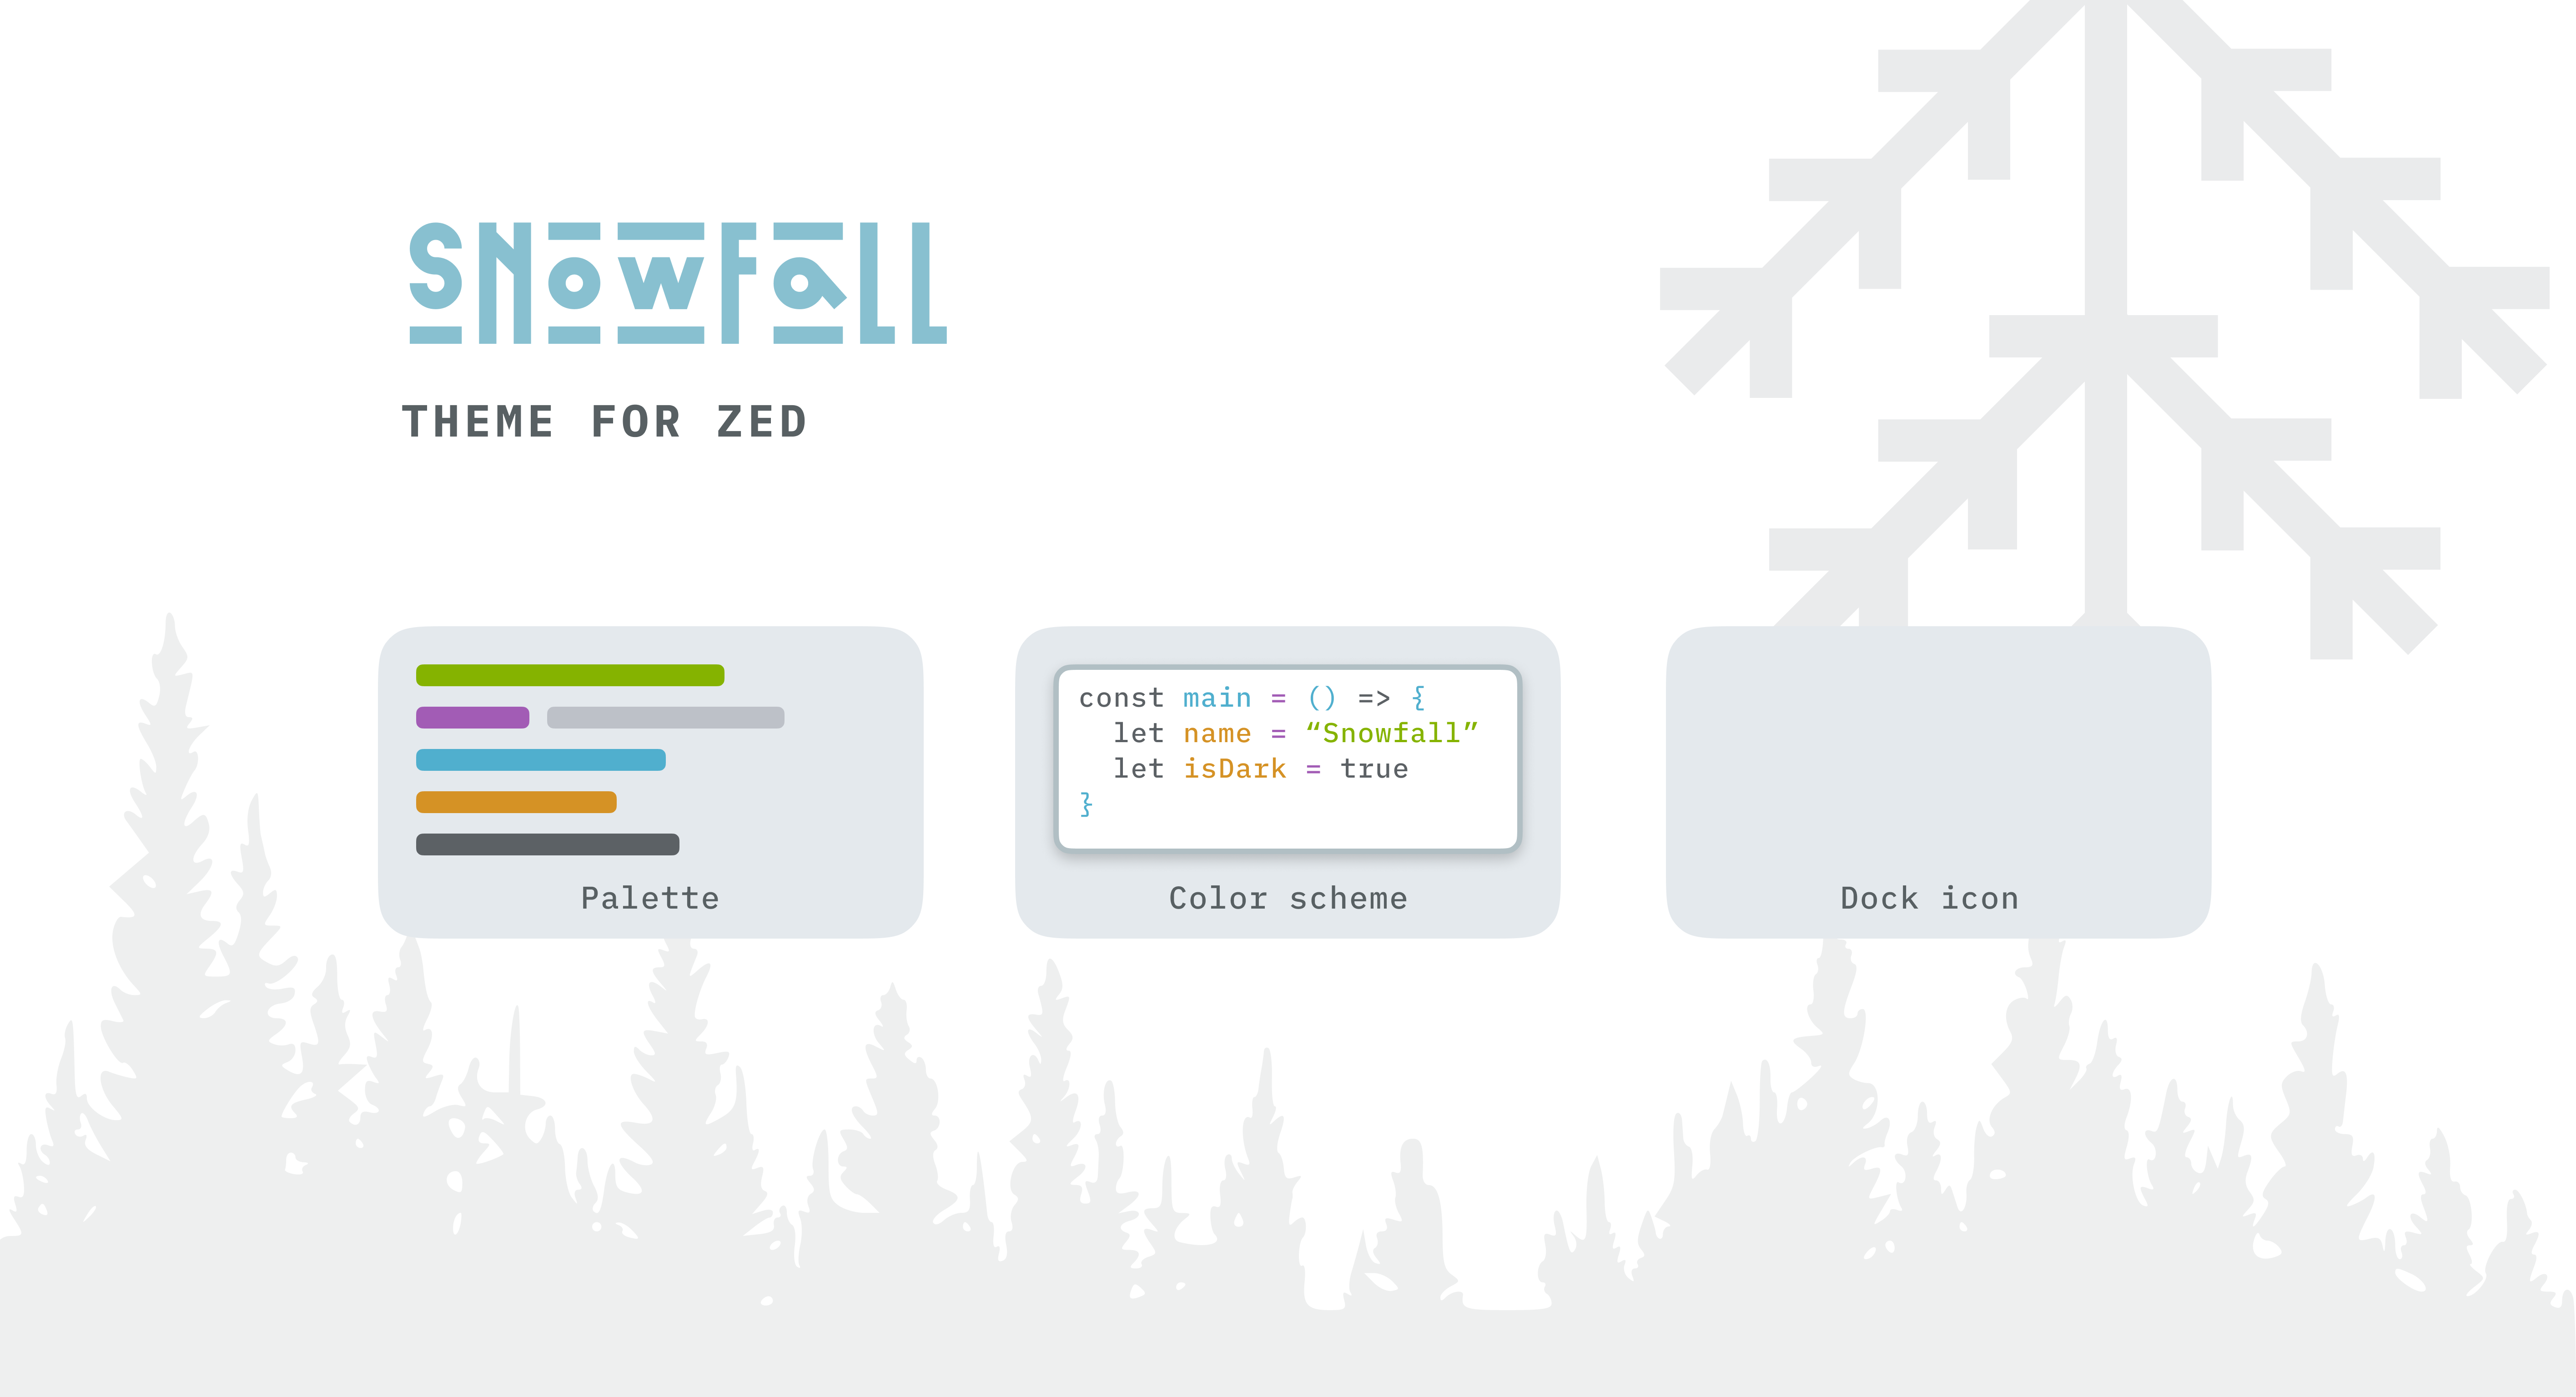 SNowFaLL
THEME FOR ZED
const main = () => {
let name = “Snowfall”
let isDark = true
}
Palette
Color scheme
Dock icon